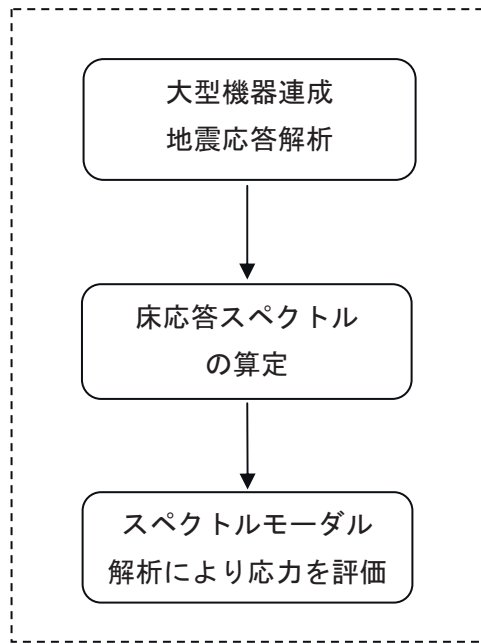 大型機器連成
地震応答解析
床応答スペクトル
の算定
スペクトルモーダル
解析により応力を評価